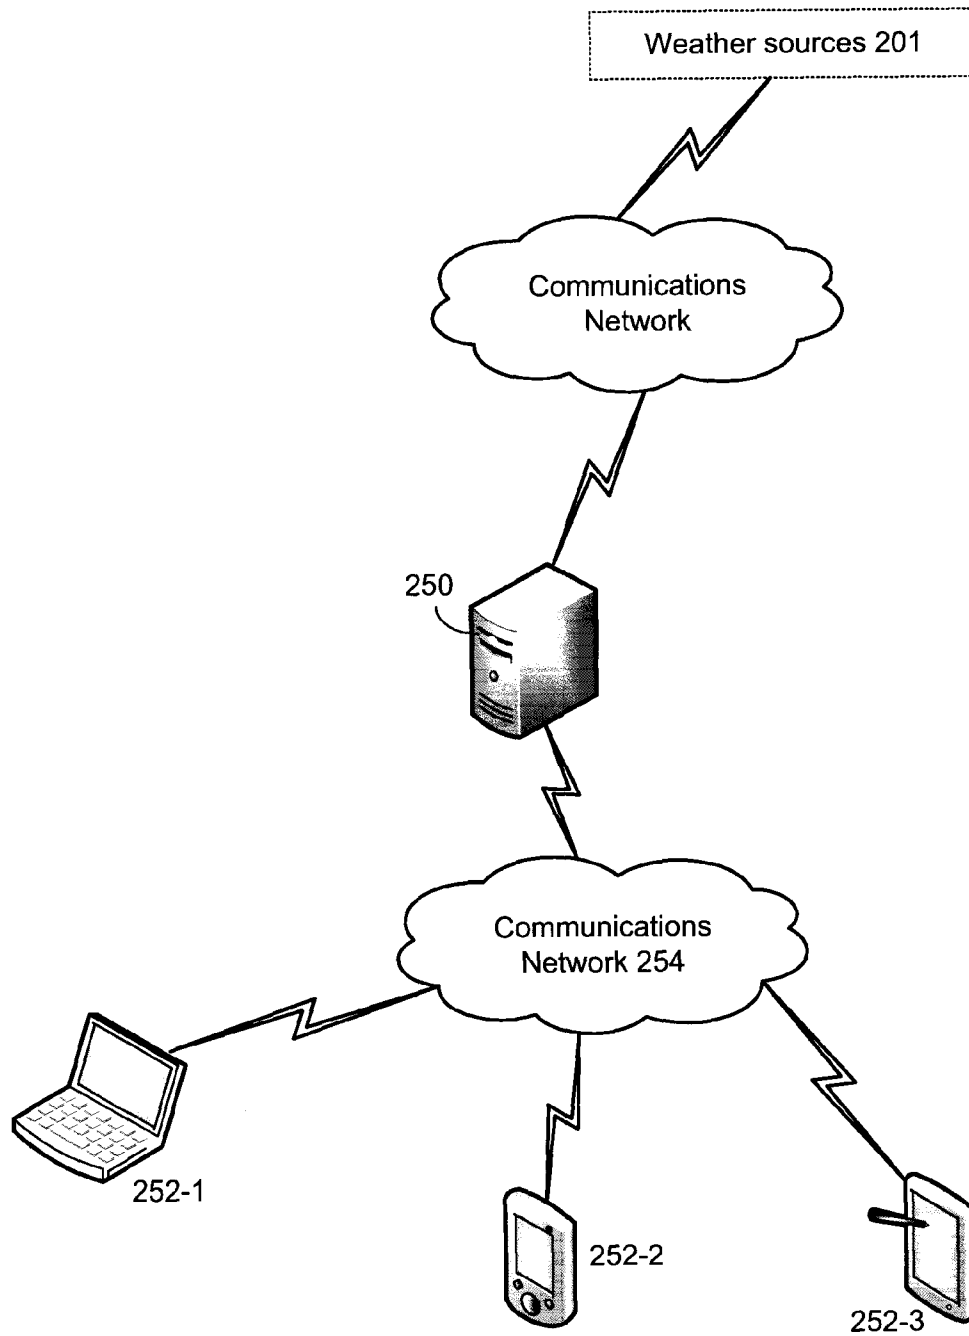 Weather sources 201
Communications
Network
250
Communications
Network 254
252-1
252-2
252-3